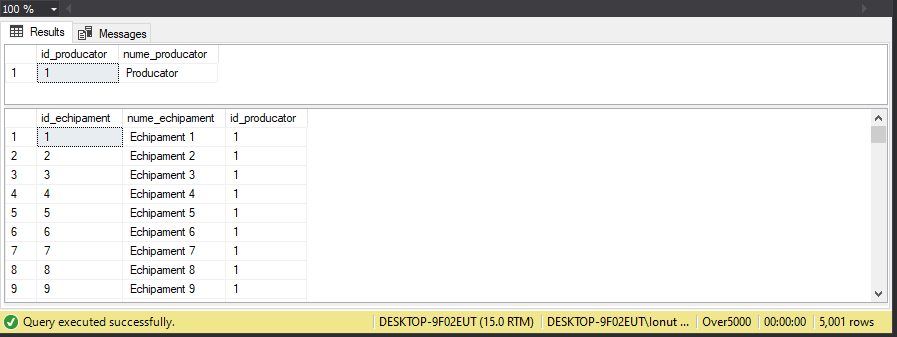 100 %
Results Messages
id_producator nume_producator
1 1 Producator
id_echipament nume_echipament id_producator
1 1 Echipament 1 1
2 2 Echipament 2 1
3 3 Echipament 3 1
4 4 Echipament 4 1
5 5 Echipament 5 1
6 6 Echipament 6 1
7 7 Echipament 7 1
8 8 Echipament 8 1
9 9 Echipament 9 1
Query executed successfully. DESKTOP-9F02EUT (15.0 RTM) DESKTOP-9F02EUT\Ionut ... Over5000 00:00:00 5,001 rows